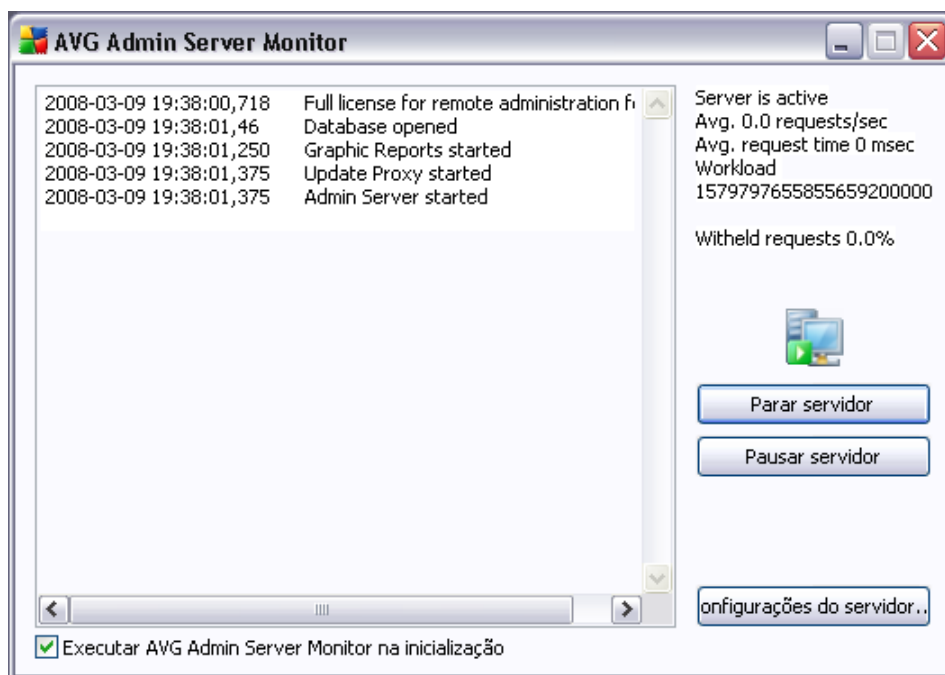 AVG Admin Server Monitor
2008-03-09 19:38:00,718 Full license for remote administration f
2008-03-09 19:38:01,46 Database opened
2008-03-09 19:38:01,250 Graphic Reports started
2008-03-09 19:38:01,375 Update Proxy started
2008-03-09 19:38:01,375 Admin Server started
Server is active
Avg. 0.0 requests/sec
Avg. request time 0 msec
Workload
1579797655855659200000
Witheld requests 0.0%
Parar servidor
Pausar servidor
onfigurações do servidor..
Executar AVG Admin Server Monitor na inicialização